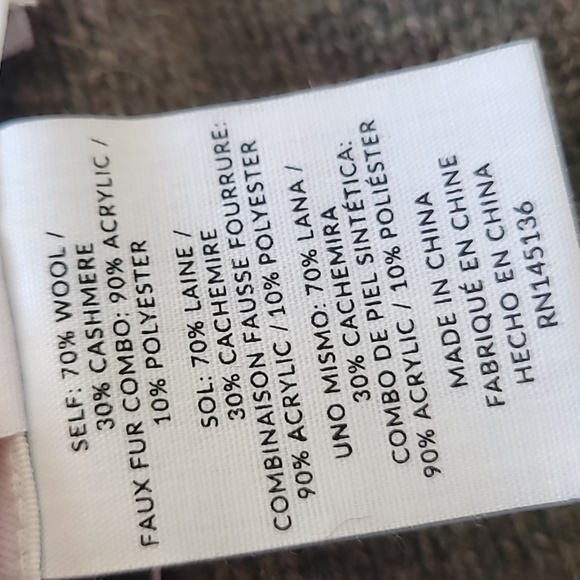 SELF: 70% WOOL /
30% CASHMERE
FAUX FUR COMBO: 90% ACRYLIC /
10% POLYESTER
SOL: 70% LAINE /
30% CACHEMIRE
COMBINAISON FAUSSE FOURRURE:
90% ACRYLIC / 10% POLYESTER
UNO MISMO: 70% LANA /
30% CACHEMIRA
COMBO DE PIEL SINTÉTICA:
90% ACRYLIC / 10% POLIÉSTER
MADE IN CHINA
FABRIQUÉ EN CHINE
HECHO EN CHINA
RN145136